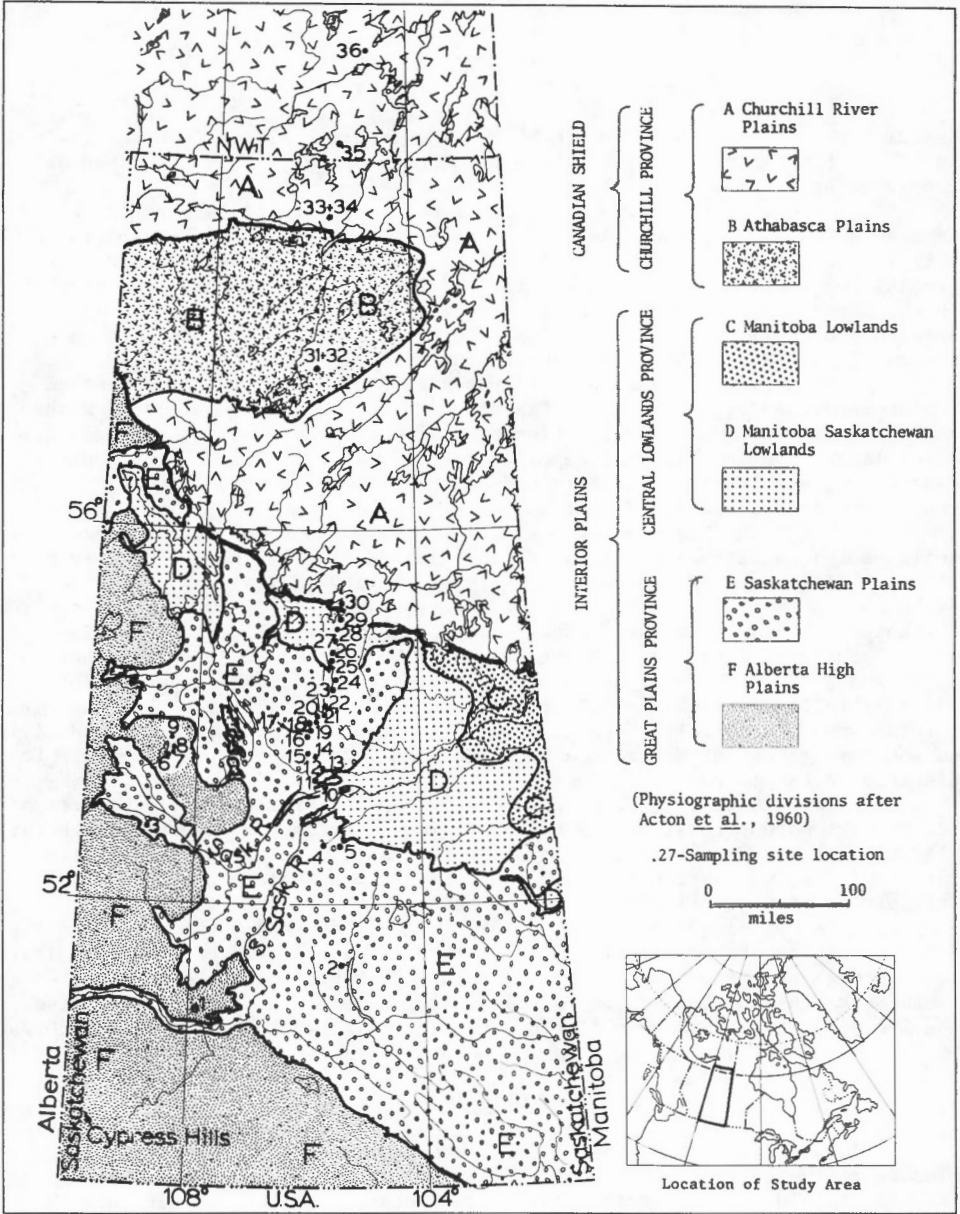 36
NWT
35
A
33+34
A
B
B
31+32
F
E
56°
A
D
F
D
30
29
28
27
26
25
24
E
23
22
20
21
C
17
18
19
9
8
14
6
7
15
13
D
10
C
3
N. Sask. R.
5
4
52°
E
D
F
S. Sask R.
2
E
1
F
Cypress Hills
F
E
Alberta
Saskatchewan
Saskatchewan
Manitoba
108°
U.S.A.
104°
CANADIAN SHIELD
CHURCHILL PROVINCE
A Churchill River
Plains
B Athabasca Plains
INTERIOR PLAINS
CENTRAL LOWLANDS PROVINCE
C Manitoba Lowlands
D Manitoba Saskatchewan
Lowlands
GREAT PLAINS PROVINCE
E Saskatchewan Plains
F Alberta High
Plains
(Physiographic divisions after
Acton et al., 1960)
.27-Sampling site location
0 100
miles
Location of Study Area